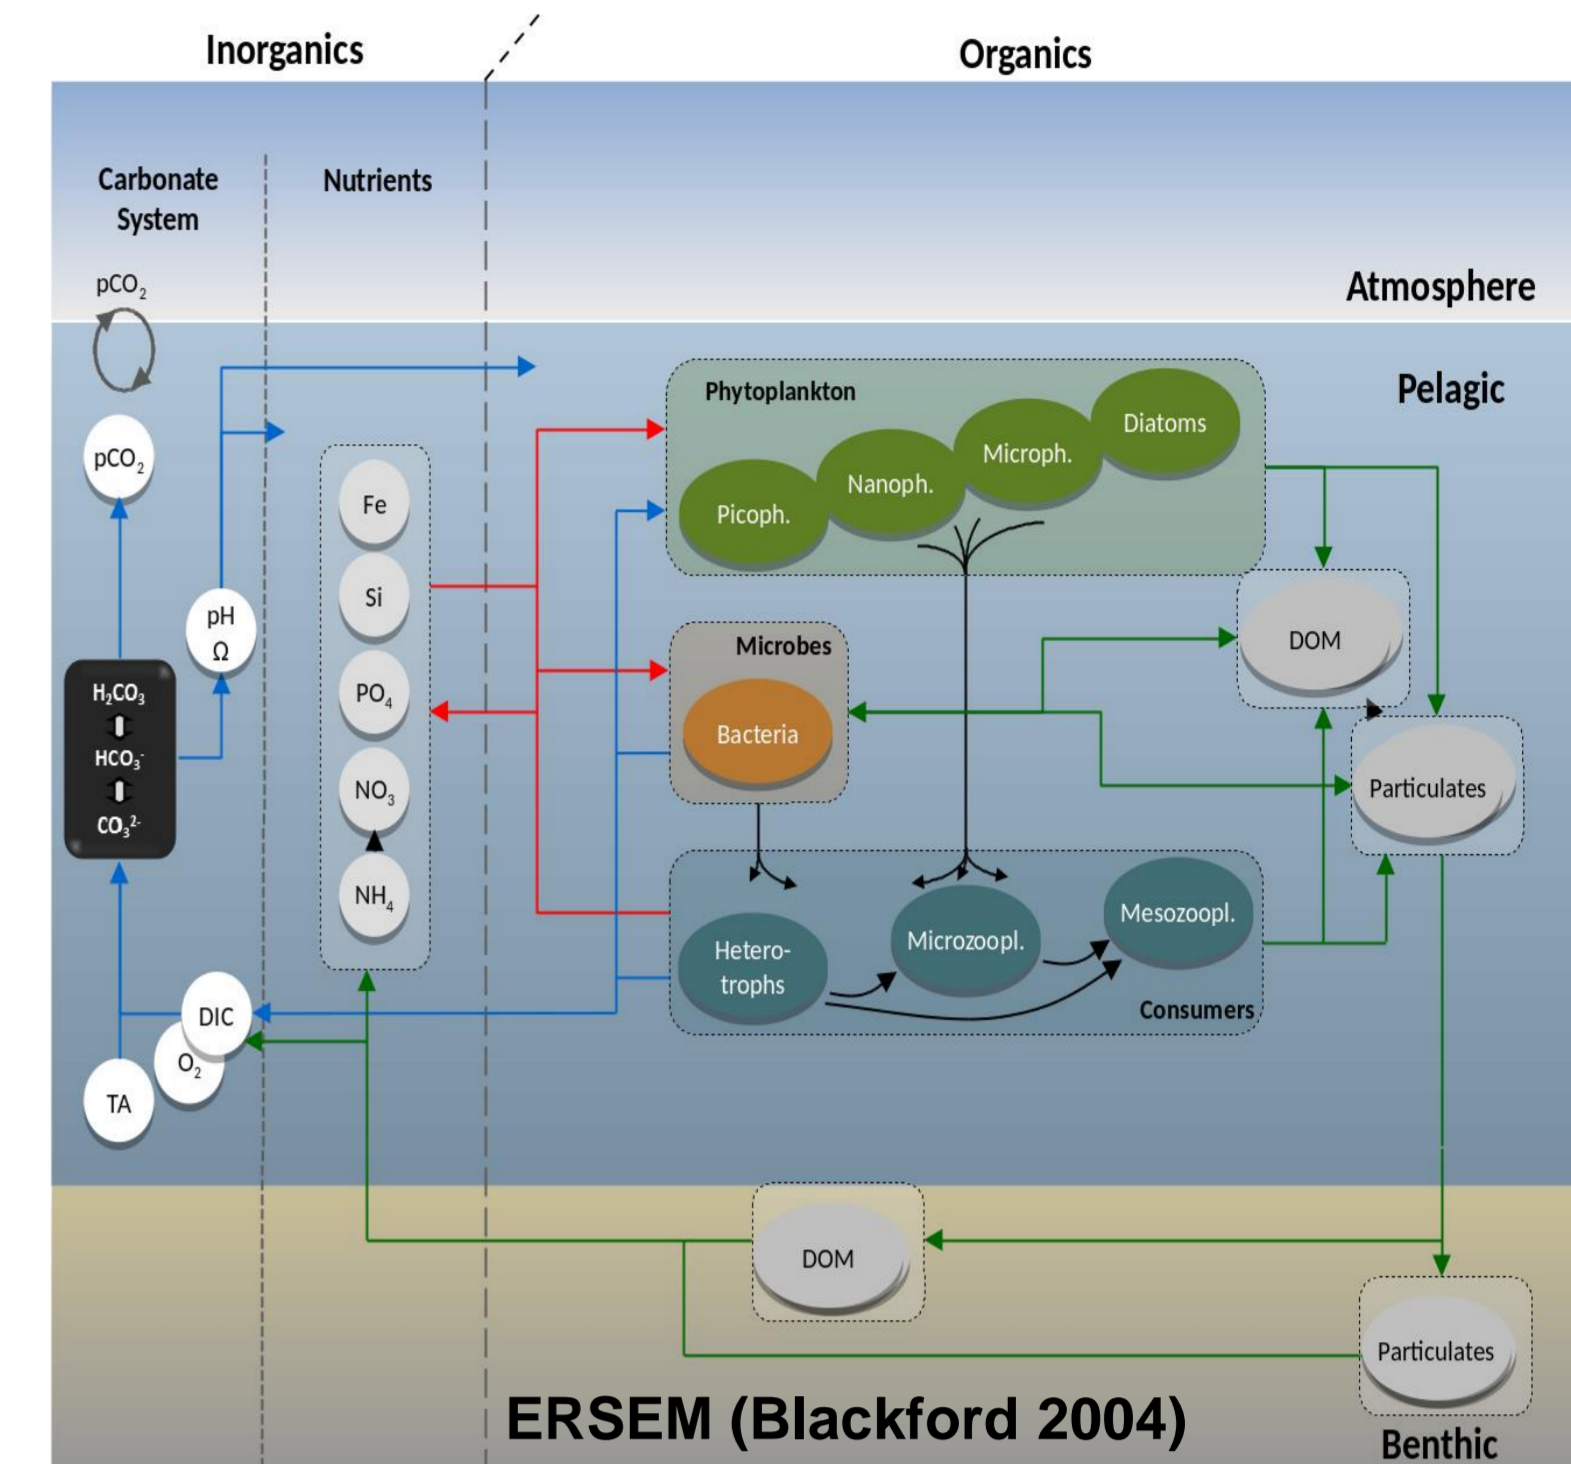 Inorganics
Organics
Carbonate
System
Nutrients
pCO₂
Atmosphere
Pelagic
pCO₂
pH
Ω
H₂CO₃
HCO₃⁻
CO₃²⁻
DIC
O₂
TA
Fe
Si
PO₄
NO₃
NH₄
Phytoplankton
Picoph.
Nanoph.
Microph.
Diatoms
Microbes
Bacteria
DOM
Particulates
Hetero-
trophs
Microzoopl.
Mesozoopl.
Consumers
DOM
Particulates
ERSEM (Blackford 2004)
Benthic